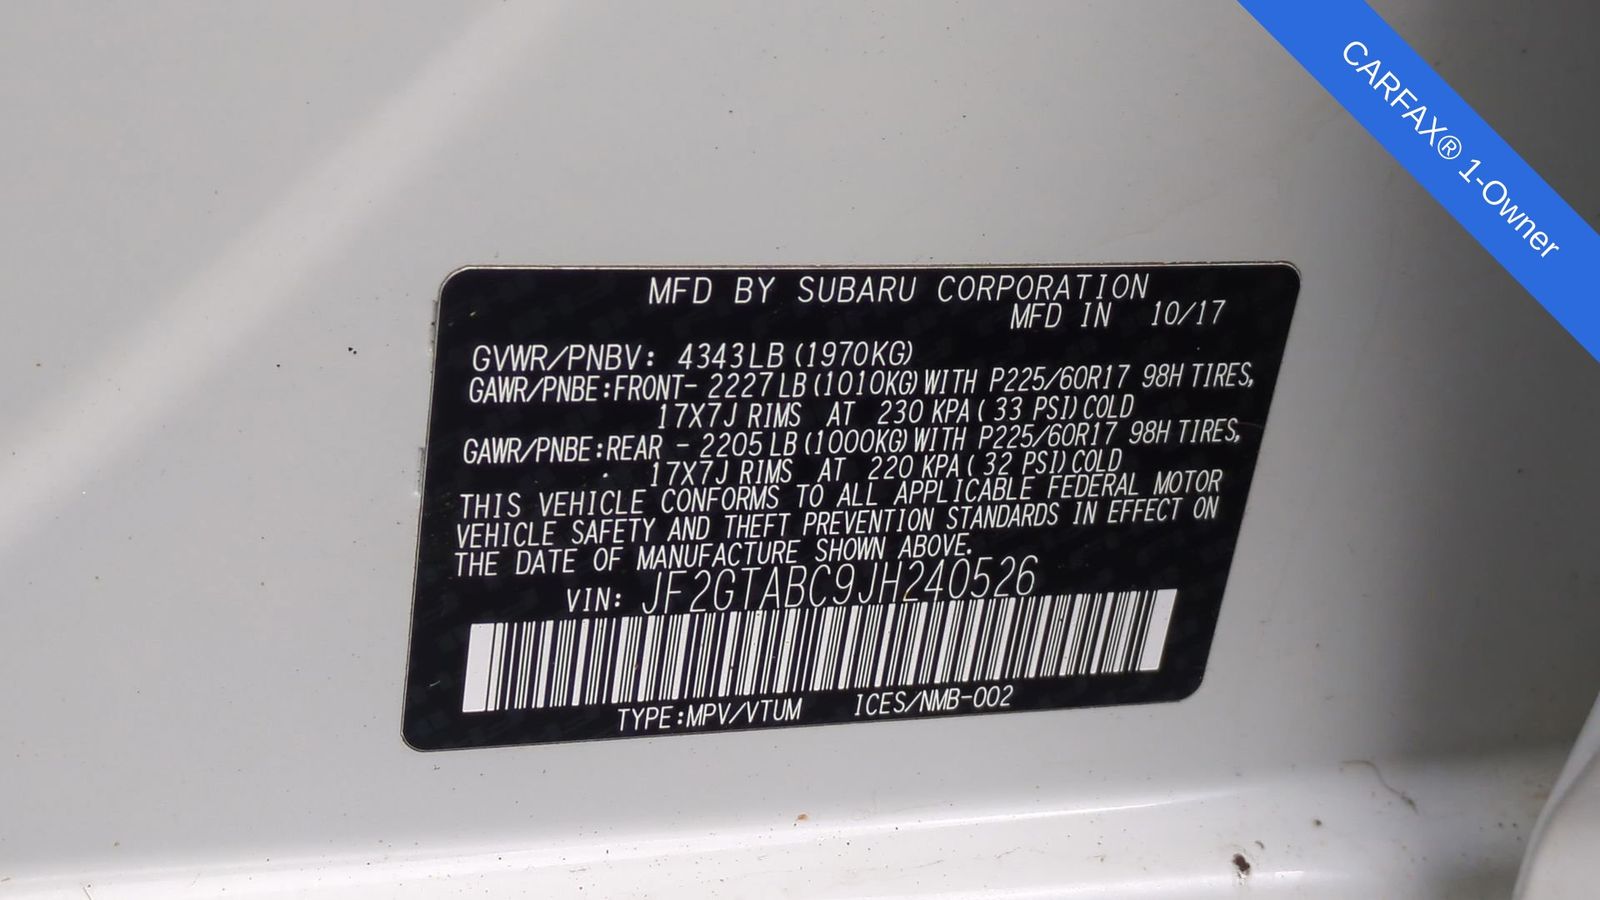 CARFAX® 1-Owner
MFD BY SUBARU CORPORATION
MFD IN 10/17
GVWR/PNBV: 4343LB (1970KG)
GAWR/PNBE:FRONT- 2227LB (1010KG) WITH P225/60R17 98H TIRES,
17X7J RIMS AT 230 KPA ( 33 PSI) COLD
GAWR/PNBE:REAR - 2205LB (1000KG) WITH P225/60R17 98H TIRES,
17X7J RIMS AT 220 KPA ( 32 PSI) COLD
THIS VEHICLE CONFORMS TO ALL APPLICABLE FEDERAL MOTOR
VEHICLE SAFETY AND THEFT PREVENTION STANDARDS IN EFFECT ON
THE DATE OF MANUFACTURE SHOWN ABOVE.
VIN: JF2GTABC9JH240526
TYPE:MPV/VTUM ICES/NMB-002